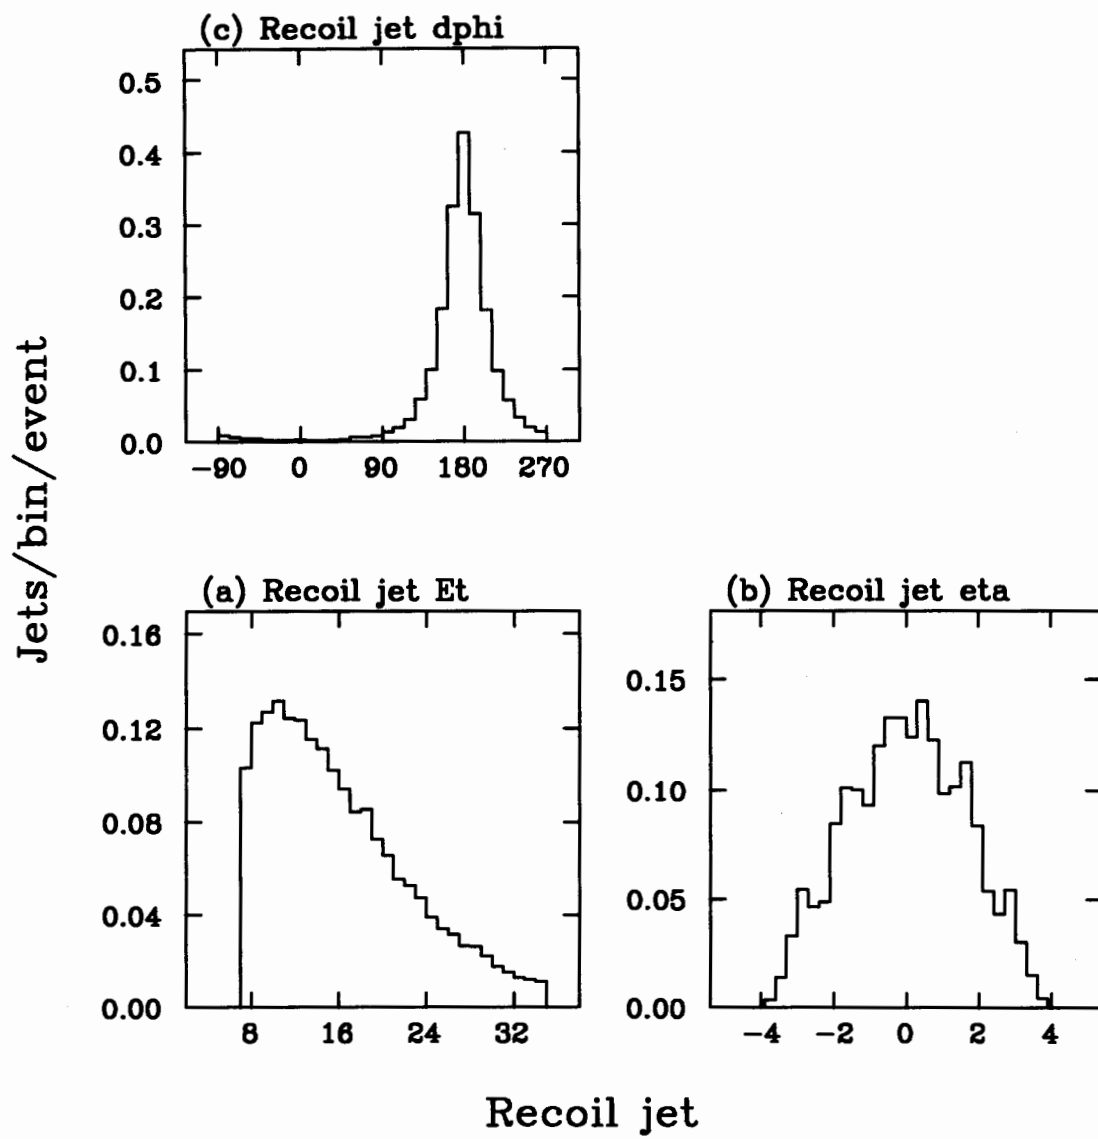 (c) Recoil jet dphi
0.5
0.4
0.3
0.2
0.1
0.0
-90 0 90 180 270
Jets/bin/event
(a) Recoil jet Et
0.16
0.12
0.08
0.04
0.00
8 16 24 32
(b) Recoil jet eta
0.15
0.10
0.05
0.00
-4 -2 0 2 4
Recoil jet